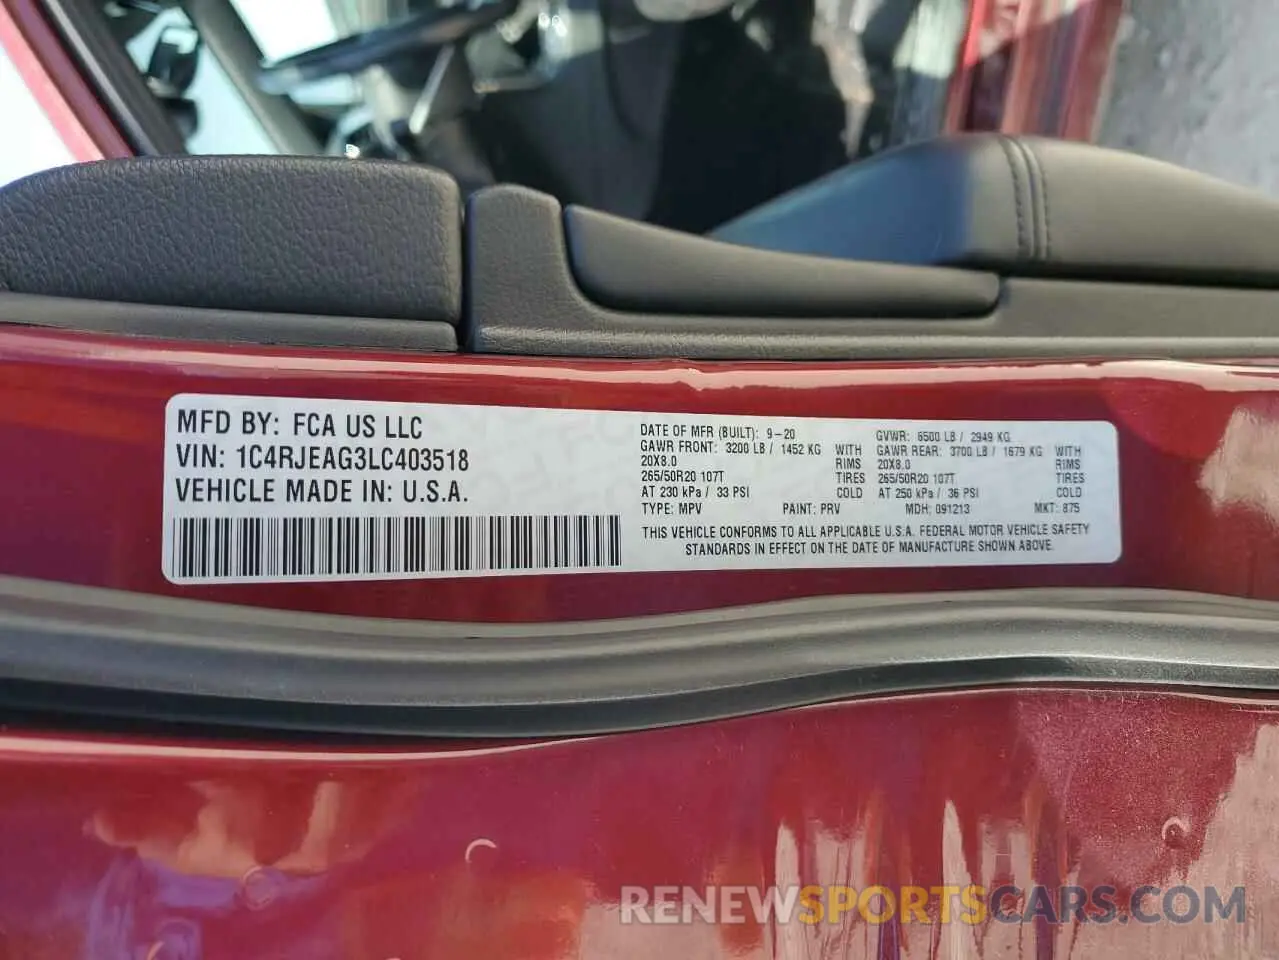 MFD BY: FCA US LLC
VIN: 1C4RJEAG3LC403518
VEHICLE MADE IN: U.S.A.
DATE OF MFR (BUILT): 9-20
GAWR FRONT: 3200 LB / 1452 KG WITH
20X8.0 RIMS
265/50R20 107T TIRES
AT 230 kPa / 33 PSI COLD
TYPE: MPV PAINT: PRV
GVWR: 6500 LB / 2949 KG
GAWR REAR: 3700 LB / 1679 KG WITH
20X8.0 RIMS
265/50R20 107T TIRES
AT 250 kPa / 36 PSI COLD
MDH: 091213 MKT: 875
THIS VEHICLE CONFORMS TO ALL APPLICABLE U.S.A. FEDERAL MOTOR VEHICLE SAFETY
STANDARDS IN EFFECT ON THE DATE OF MANUFACTURE SHOWN ABOVE.
RENEWSPORTSCARS.COM